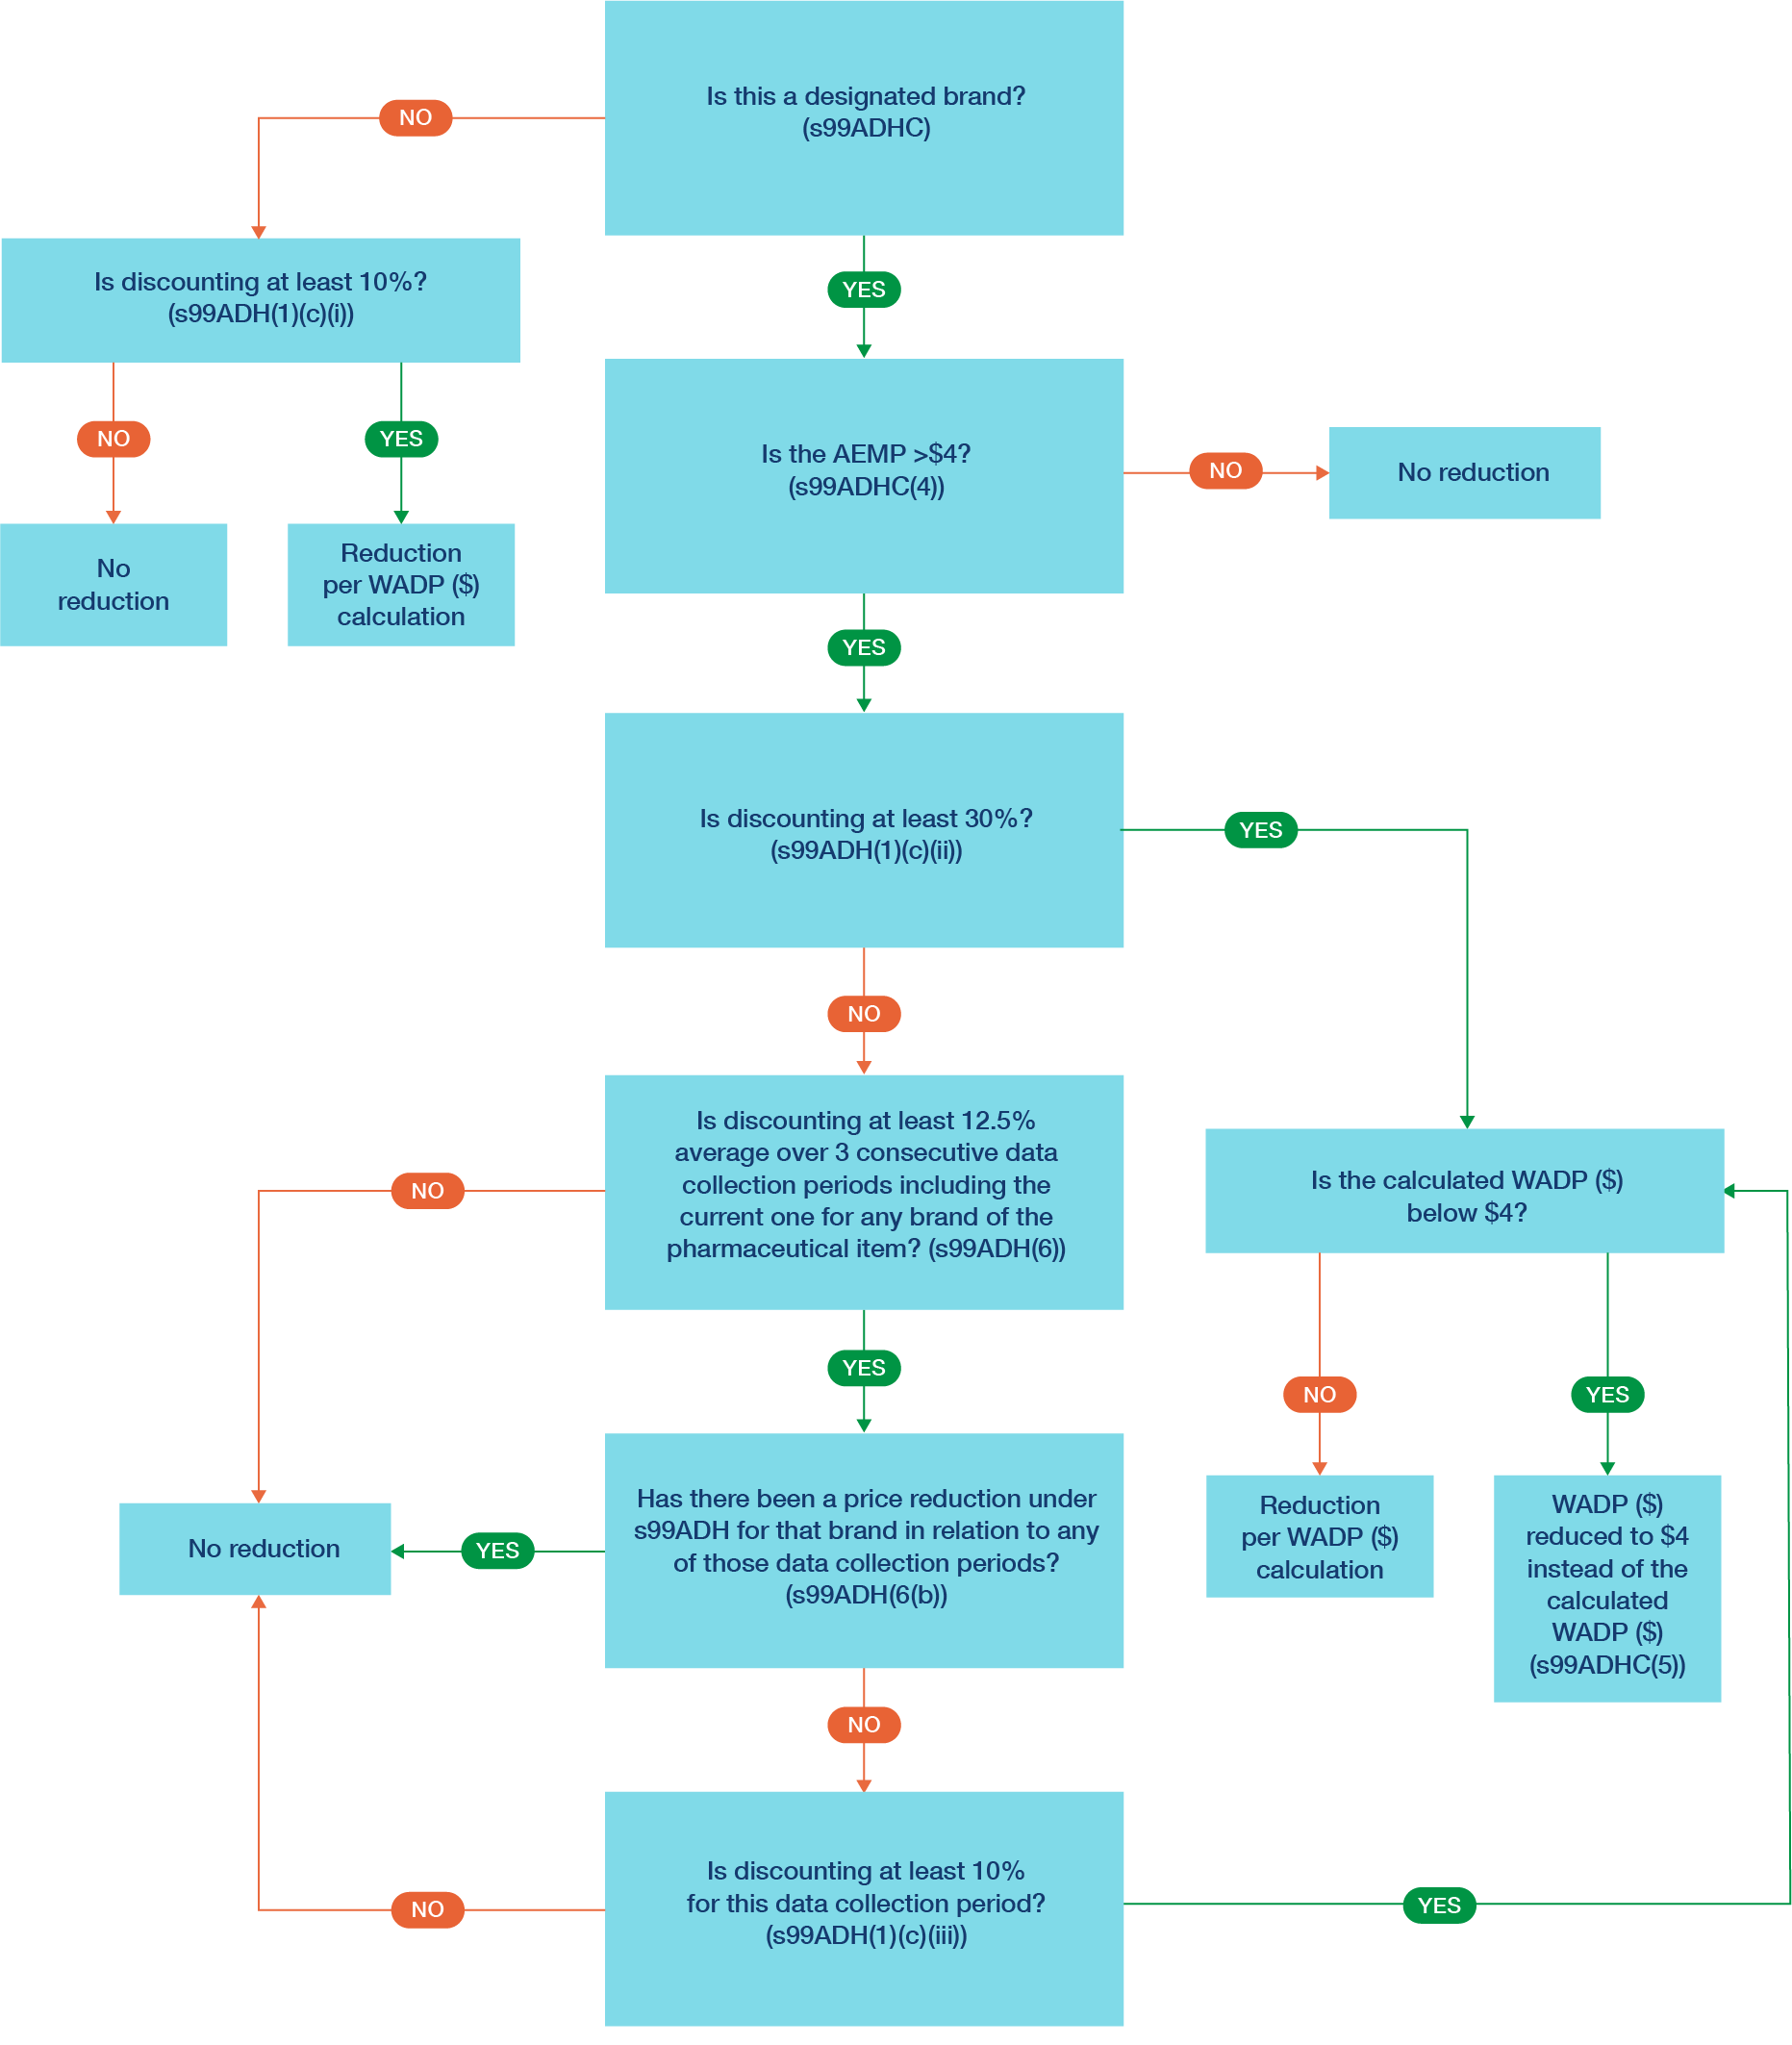 Is this a designated brand?
(s99ADHC)
NO
YES
Is discounting at least 10%?
(s99ADH(1)(c)(i))
NO
YES
No
reduction
Reduction
per WADP ($)
calculation
Is the AEMP >$4?
(s99ADHC(4))
NO
No reduction
YES
Is discounting at least 30%?
(s99ADH(1)(c)(ii))
YES
NO
Is discounting at least 12.5%
average over 3 consecutive data
collection periods including the
current one for any brand of the
pharmaceutical item? (s99ADH(6))
NO
YES
Is the calculated WADP ($)
below $4?
NO
YES
Reduction
per WADP ($)
calculation
WADP ($)
reduced to $4
instead of the
calculated
WADP ($)
(s99ADHC(5))
Has there been a price reduction under
s99ADH for that brand in relation to any
of those data collection periods?
(s99ADH(6(b))
YES
No reduction
NO
Is discounting at least 10%
for this data collection period?
(s99ADH(1)(c)(iii))
NO
YES